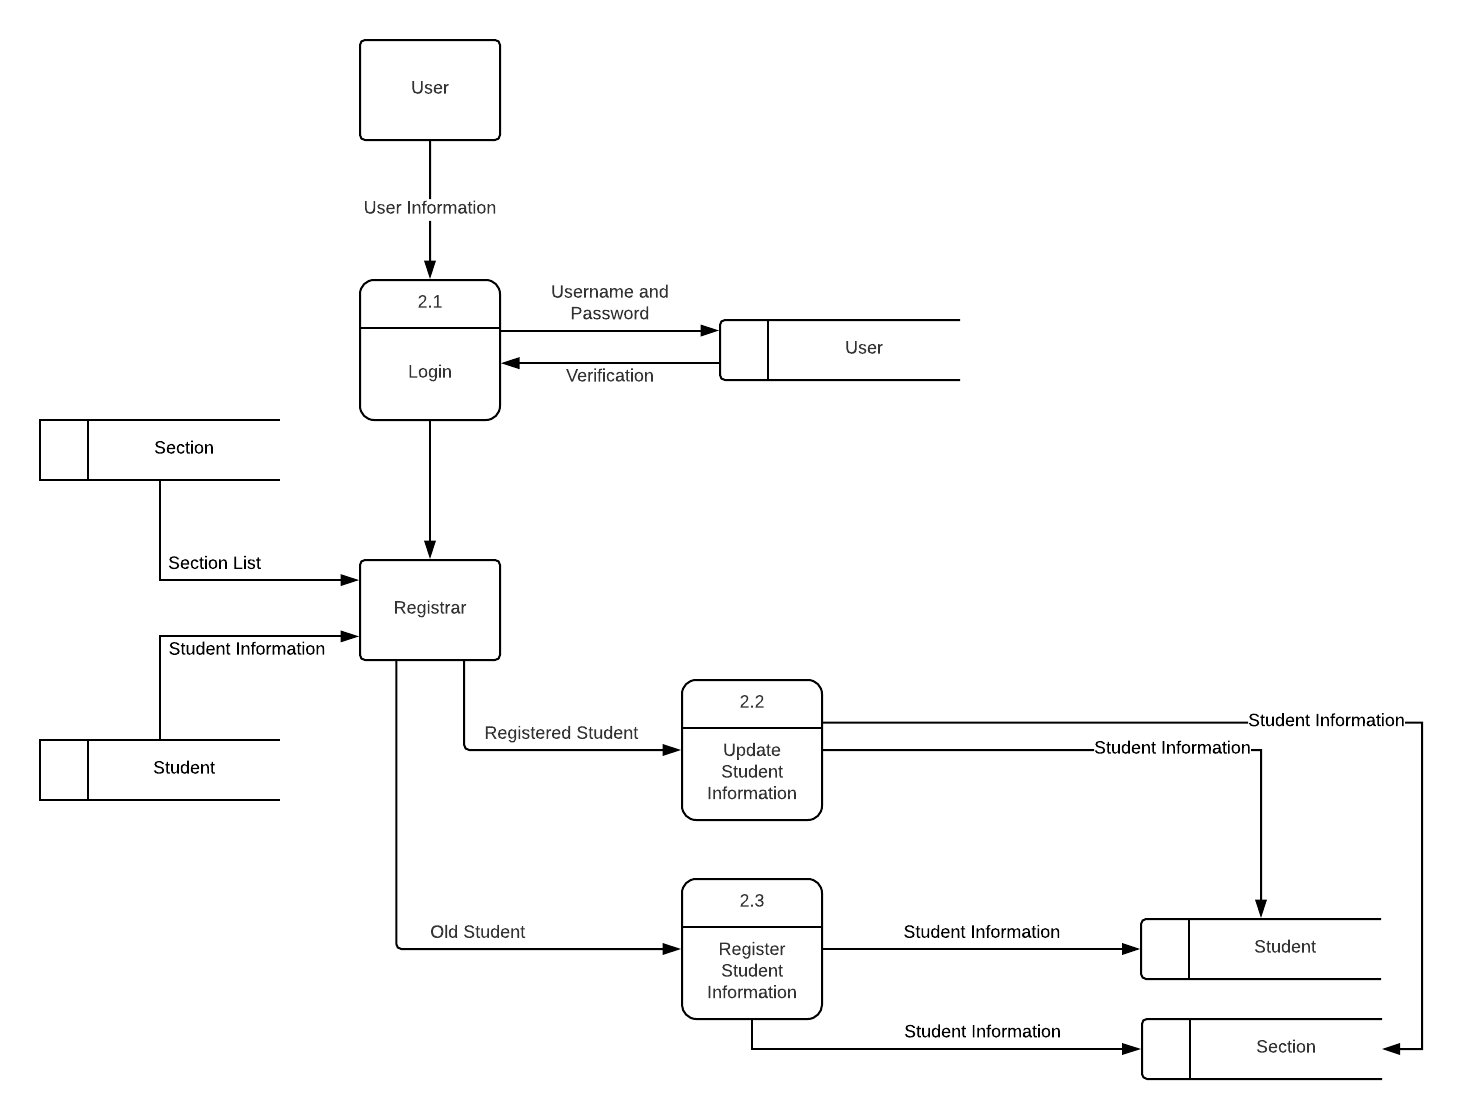 User
User Information
2.1
Login
Username and
Password
Verification
User
Section
Section List
Registrar
Student Information
Student
Registered Student
2.2
Update
Student
Information
Student Information
Student Information
Old Student
2.3
Register
Student
Information
Student Information
Student
Student Information
Section